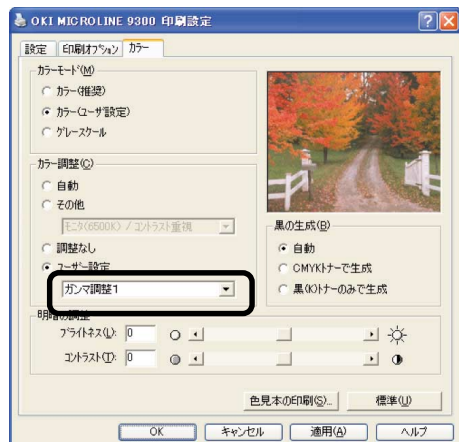 OKI MICROLINE 9300 印刷設定
設定 印刷オプション カラー
カラーモード(M)
カラー(推奨)
カラー(ユーザ設定)
グレースケール
カラー調整(C)
自動
その他
モニタ(6500K) / コントラスト重視
調整なし
ユーザー設定
ガンマ調整1
黒の生成(B)
自動
CMYKトナーで生成
黒(K)トナーのみで生成
明暗の調整
ブライトネス(L): 0
コントラスト(T): 0
色見本の印刷(S)... 標準(U)
OK キャンセル 適用(A) ヘルプ